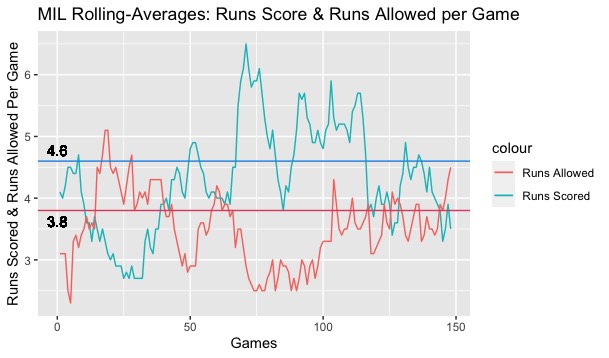 MIL Rolling-Averages: Runs Score & Runs Allowed per Game
Runs Scored & Runs Allowed Per Game
6
5
4
3
4.6
3.8
0
50
100
150
Games
colour
Runs Allowed
Runs Scored